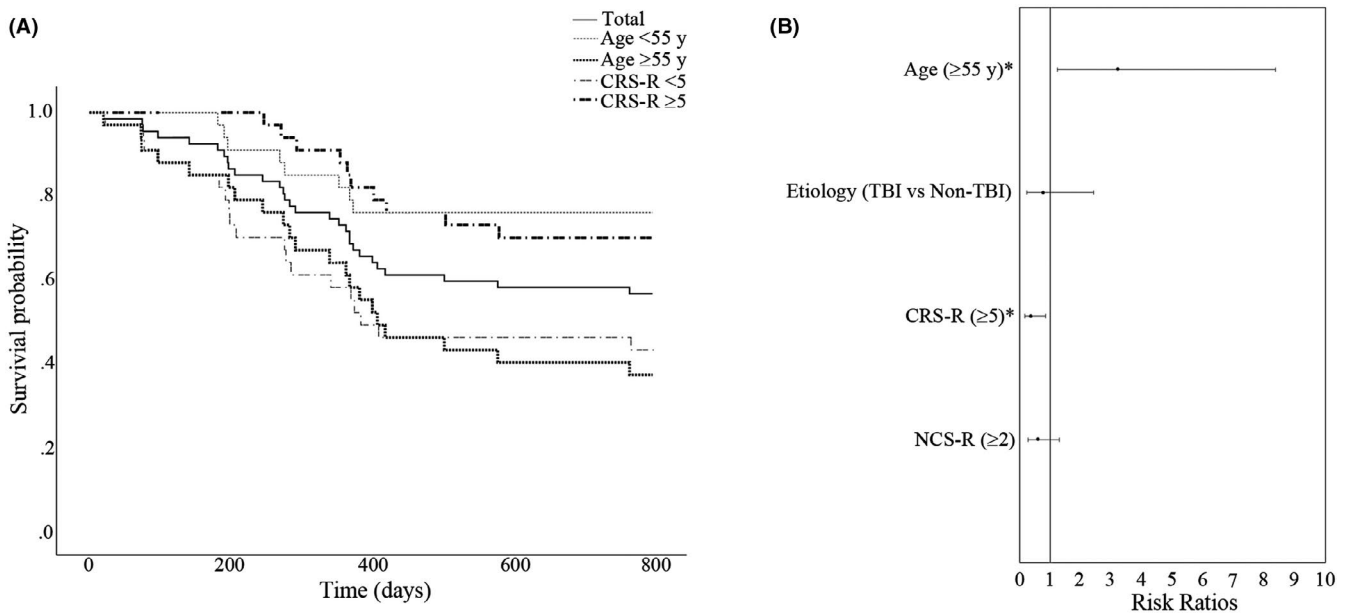 (A)
Total
Age <55 y
Age ≥55 y
CRS-R <5
CRS-R ≥5
1.0
.8
.6
.4
.2
.0
Survivial probability
0 200 400 600 800
Time (days)
(B)
Age (≥55 y)*
Etiology (TBI vs Non-TBI)
CRS-R (≥5)*
NCS-R (≥2)
0 1 2 3 4 5 6 7 8 9 10
Risk Ratios